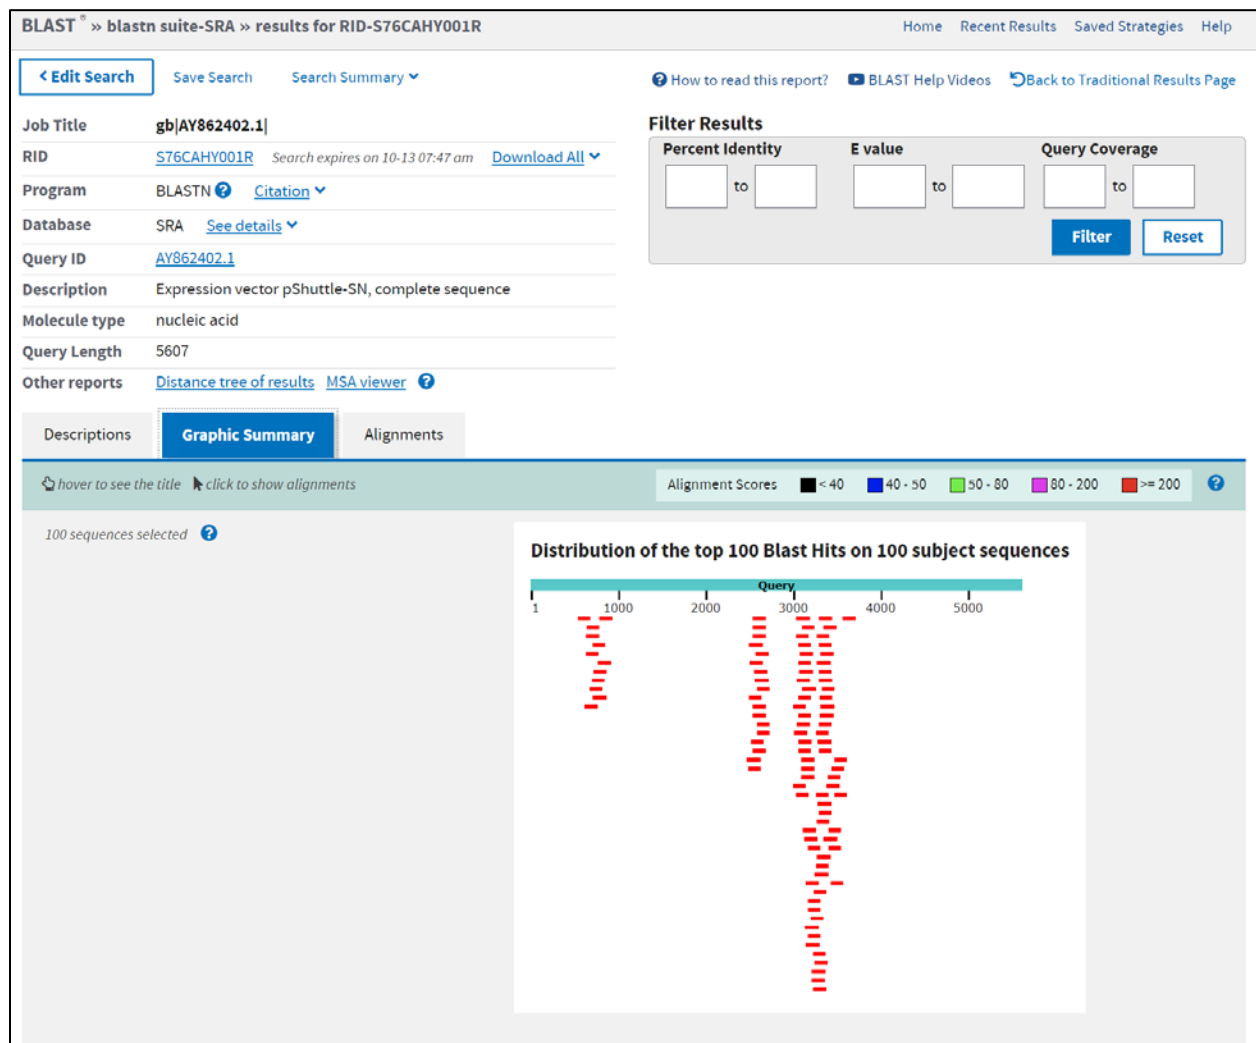 BLAST ® » blastn suite-SRA » results for RID-S76CAHY001R
Home Recent Results Saved Strategies Help
Edit Search Save Search Search Summary
How to read this report? BLAST Help Videos Back to Traditional Results Page
Job Title gb|AY862402.1|
RID S76CAHY001R Search expires on 10-13 07:47 am Download All
Program BLASTN Citation
Database SRA See details
Query ID AY862402.1
Description Expression vector pShuttle-SN, complete sequence
Molecule type nucleic acid
Query Length 5607
Other reports Distance tree of results MSA viewer
Filter Results
Percent Identity E value Query Coverage
to to to
Filter Reset
Descriptions Graphic Summary Alignments
hover to see the title click to show alignments
Alignment Scores < 40 40 - 50 50 - 80 80 - 200 >= 200
100 sequences selected
Distribution of the top 100 Blast Hits on 100 subject sequences
Query
1 1000 2000 3000 4000 5000